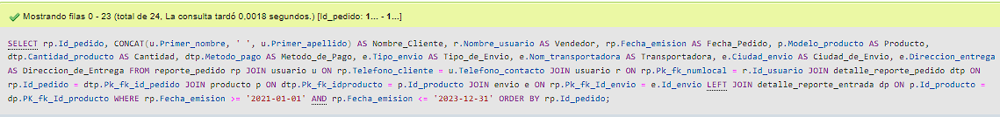 Mostrando filas 0 - 23 (total de 24, La consulta tardó 0,0018 segundos.) [Id_pedido: 1... - 1...]
SELECT rp.Id_pedido, CONCAT(u.Primer_nombre, ' ', u.Primer_apellido) AS Nombre_Cliente, r.Nombre_usuario AS Vendedor, rp.Fecha_emision AS Fecha_Pedido, p.Modelo_producto AS Producto,
dtp.Cantidad_producto AS Cantidad, dtp.Metodo_pago AS Metodo_de_Pago, e.Tipo_envio AS Tipo_de_Envio, e.Nom_transportadora AS Transportadora, e.Ciudad_envio AS Ciudad_de_Envio, e.Direccion_entrega
AS Direccion_de_Entrega FROM reporte_pedido rp JOIN usuario u ON rp.Telefono_cliente = u.Telefono_contacto JOIN usuario r ON rp.Pk_fk_numlocal = r.Id_usuario JOIN detalle_reporte_pedido dtp ON
rp.Id_pedido = dtp.Pk_fk_id_pedido JOIN producto p ON dtp.Pk_fk_idproducto = p.Id_producto JOIN envio e ON rp.Pk_fk_Id_envio = e.Id_envio LEFT JOIN detalle_reporte_entrada dp ON p.Id_producto =
dp.PK_fk_Id_producto WHERE rp.Fecha_emision >= '2021-01-01' AND rp.Fecha_emision <= '2023-12-31' ORDER BY rp.Id_pedido;